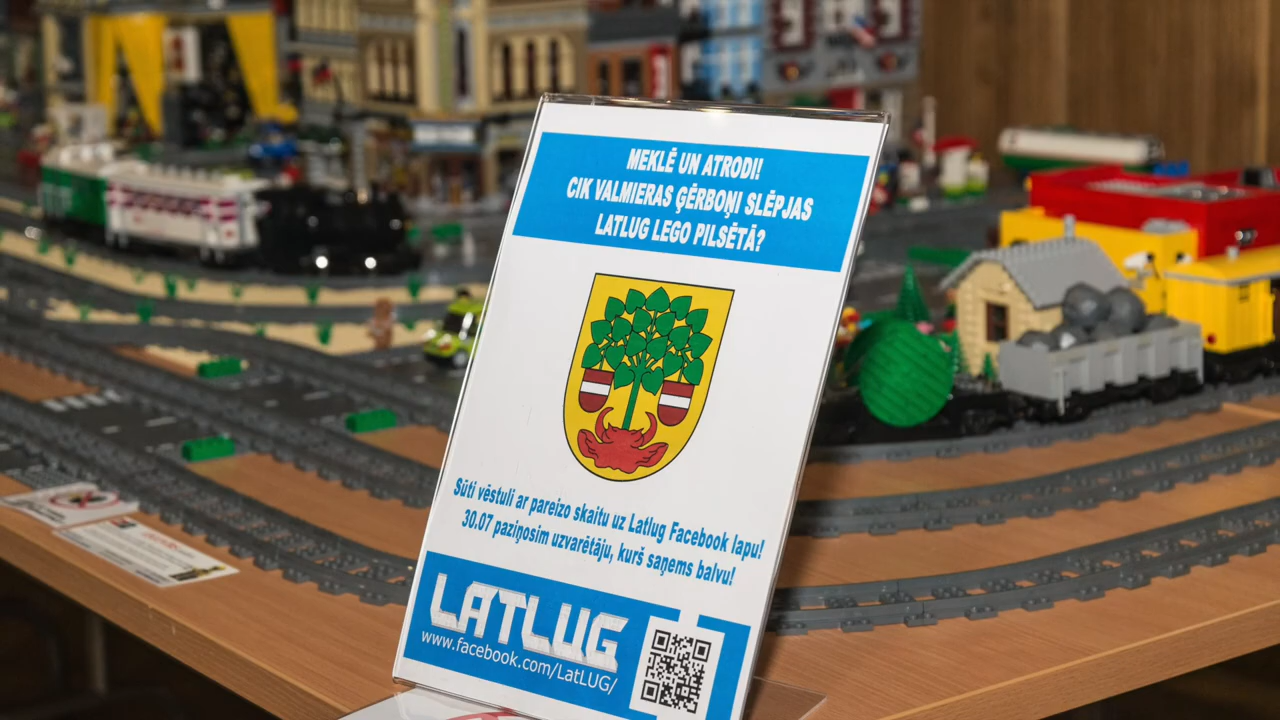 MEKLĒ UN ATRODI!
CIK VALMIERAS ĢĒRBOŅI SLĒPJAS
LATLUG LEGO PILSĒTĀ?
Sūti vēstuli ar pareizo skaitu uz Latlug Facebook lapu!
30.07 paziņosim uzvarētāju, kurš saņems balvu!
LATLUG
www.facebook.com/LatLUG/